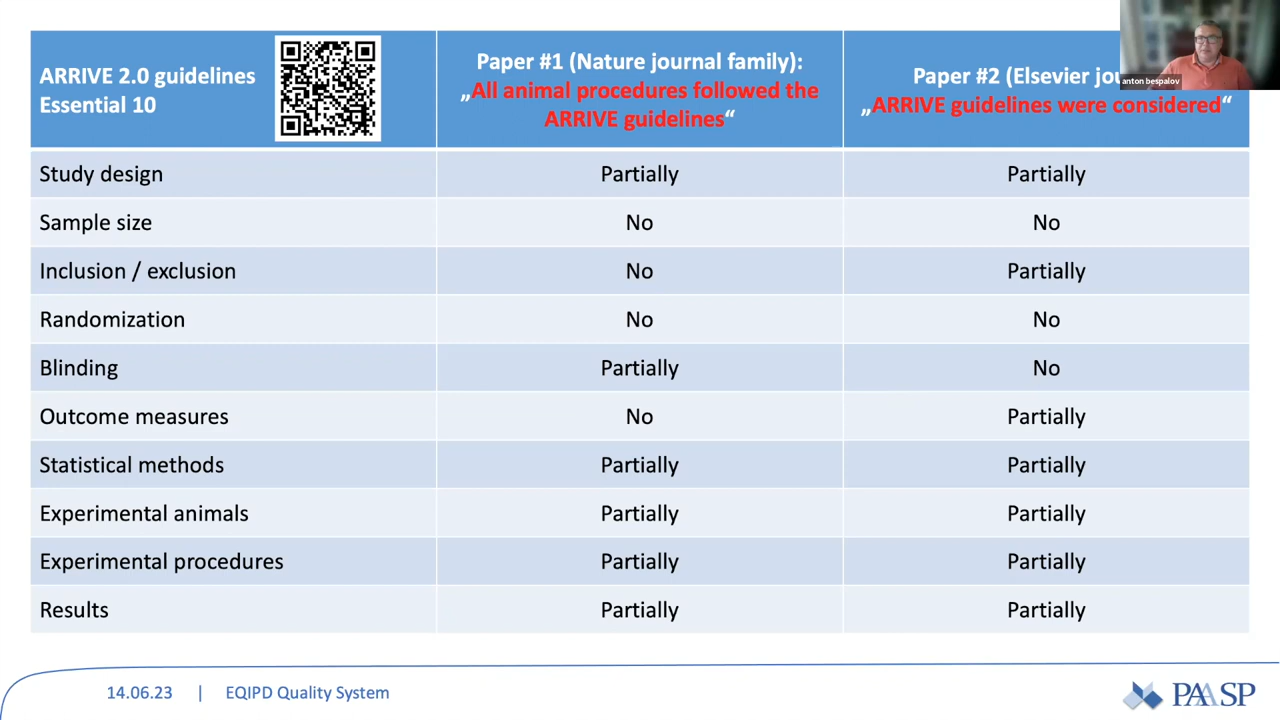 ARRIVE 2.0 guidelines
Essential 10
Paper #1 (Nature journal family):
„All animal procedures followed the
ARRIVE guidelines“
Paper #2 (Elsevier
„ARRIVE guidelines were considered“
anton bespalov
Study design Partially Partially
Sample size No No
Inclusion / exclusion No Partially
Randomization No No
Blinding Partially No
Outcome measures No Partially
Statistical methods Partially Partially
Experimental animals Partially Partially
Experimental procedures Partially Partially
Results Partially Partially
14.06.23 | EQIPD Quality System
PAASP